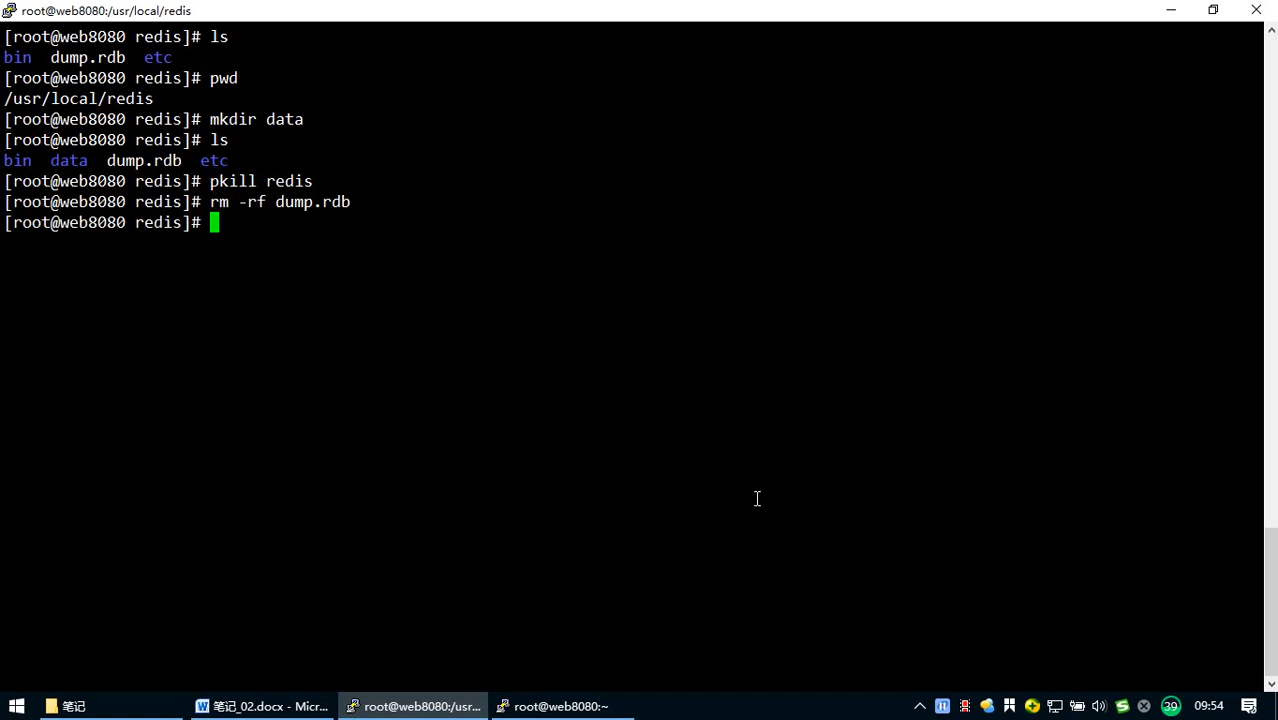 root@web8080:/usr/local/redis
[root@web8080 redis]# ls
bin dump.rdb etc
[root@web8080 redis]# pwd
/usr/local/redis
[root@web8080 redis]# mkdir data
[root@web8080 redis]# ls
bin data dump.rdb etc
[root@web8080 redis]# pkill redis
[root@web8080 redis]# rm -rf dump.rdb
[root@web8080 redis]#
笔记 笔记_02.docx - Micr... root@web8080:/usr... root@web8080:~ 39 09:54